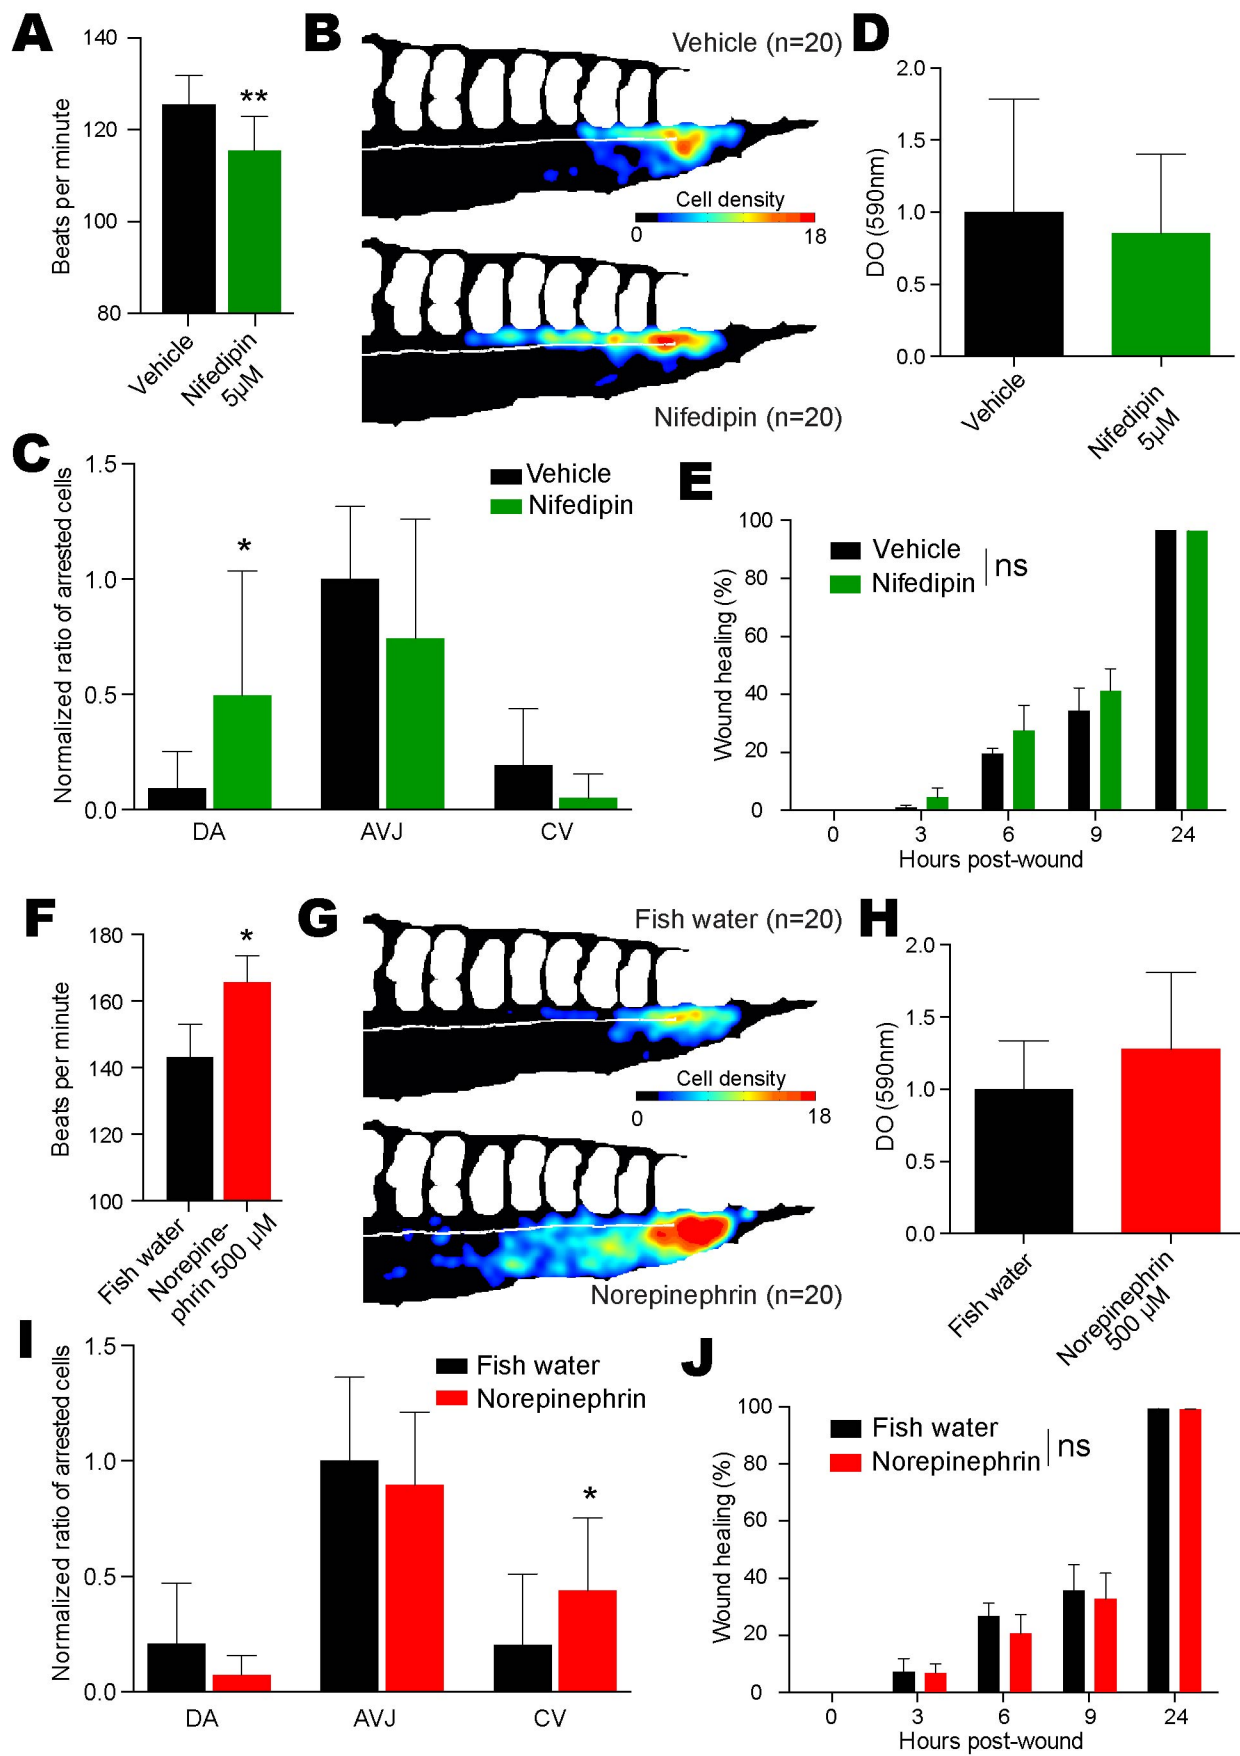 A
140
120
100
80
Beats per minute
**
Vehicle
Nifedipin
5µM
B
Vehicle (n=20)
Cell density
0
18
Nifedipin (n=20)
D
2.0
1.5
1.0
0.5
0.0
DO (590nm)
Vehicle
Nifedipin
5µM
C
1.5
1.0
0.5
0.0
Normalized ratio of arrested cells
Vehicle
Nifedipin
*
DA
AVJ
CV
E
100
80
60
40
20
0
Wound healing (%)
Vehicle
Nifedipin
ns
0
3
6
9
24
Hours post-wound
F
180
160
140
120
100
Beats per minute
*
Fish water
Norepine-
phrin 500 µM
G
Fish water (n=20)
Cell density
0
18
Norepinephrin (n=20)
H
2.0
1.5
1.0
0.5
0.0
DO (590nm)
Fish water
Norepinephrin
500 µM
I
1.5
1.0
0.5
0.0
Normalized ratio of arrested cells
Fish water
Norepinephrin
*
DA
AVJ
CV
J
100
80
60
40
20
0
Wound healing (%)
Fish water
Norepinephrin
ns
0
3
6
9
24
Hours post-wound